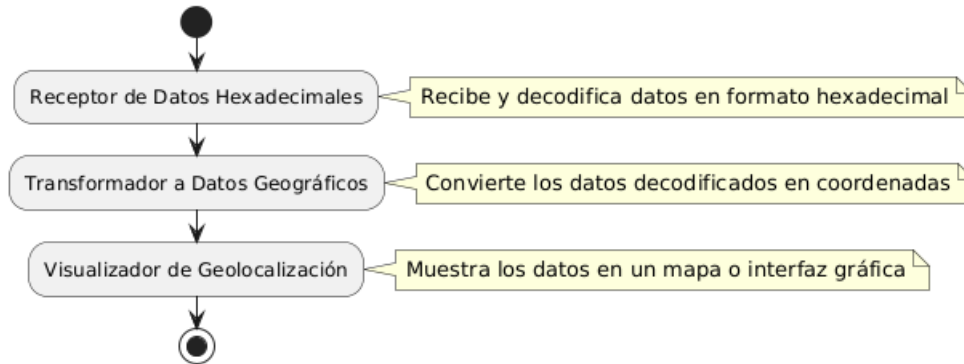 Receptor de Datos Hexadecimales
Recibe y decodifica datos en formato hexadecimal
Transformador a Datos Geográficos
Convierte los datos decodificados en coordenadas
Visualizador de Geolocalización
Muestra los datos en un mapa o interfaz gráfica